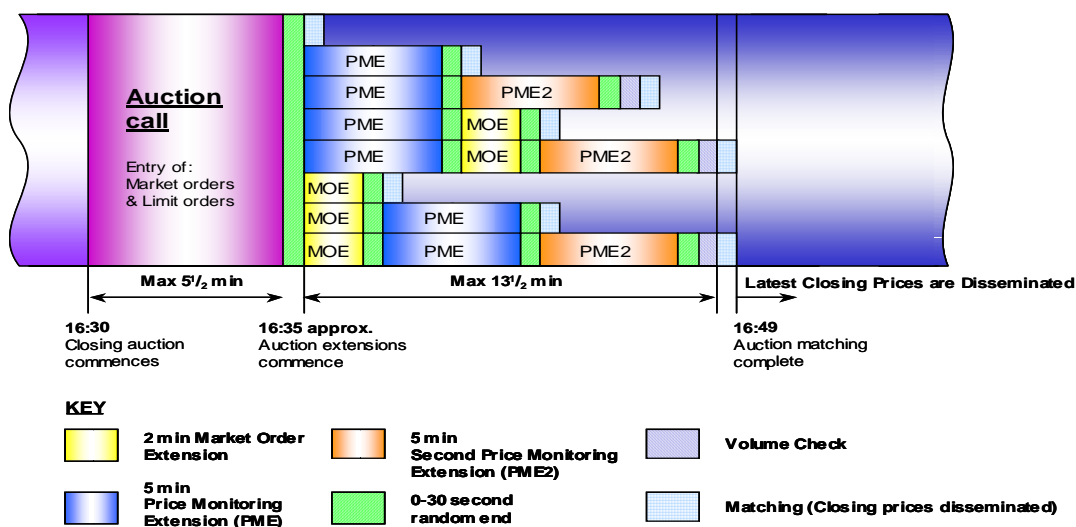 Auction
call
Entry of:
Market orders
& Limit orders
PME
PME
PME2
PME
MOE
PME
MOE
PME2
MOE
MOE
PME
MOE
PME
PME2
Max 5¹/₂ min
Max 13¹/₂ min
Latest Closing Prices are Disseminated
16:30
Closing auction
commences
16:35 approx.
Auction extensions
commence
16:49
Auction matching
complete
KEY
2 min Market Order
Extension
5 min
Second Price Monitoring
Extension (PME2)
Volume Check
5 min
Price Monitoring
Extension (PME)
0-30 second
random end
Matching (Closing prices disseminated)